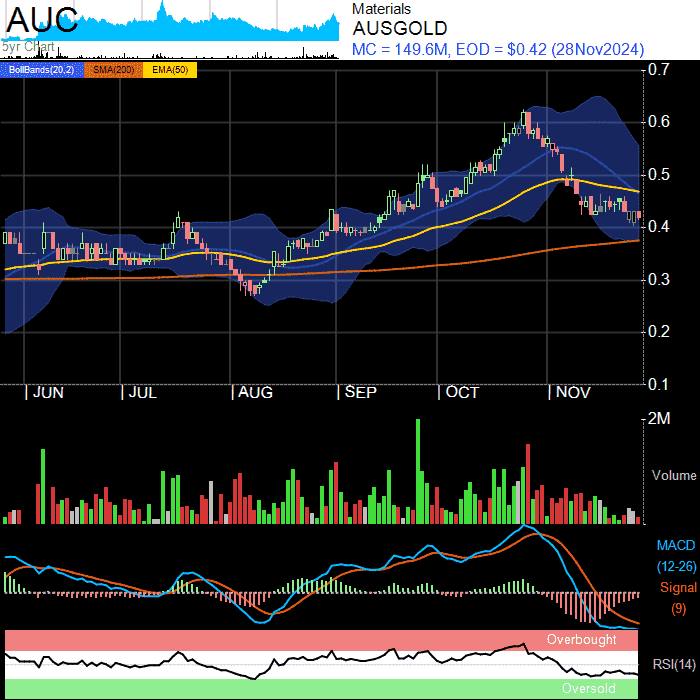 AUC
Materials
AUSGOLD
MC = 149.6M, EOD = $0.42 (28Nov2024)
5yr Chart
BollBands(20,2) SMA(200) EMA(50)
0.7
0.6
0.5
0.4
0.3
0.2
0.1
JUN JUL AUG SEP OCT NOV
2M
Volume
MACD
(12-26)
Signal
(9)
Overbought
RSI(14)
Oversold